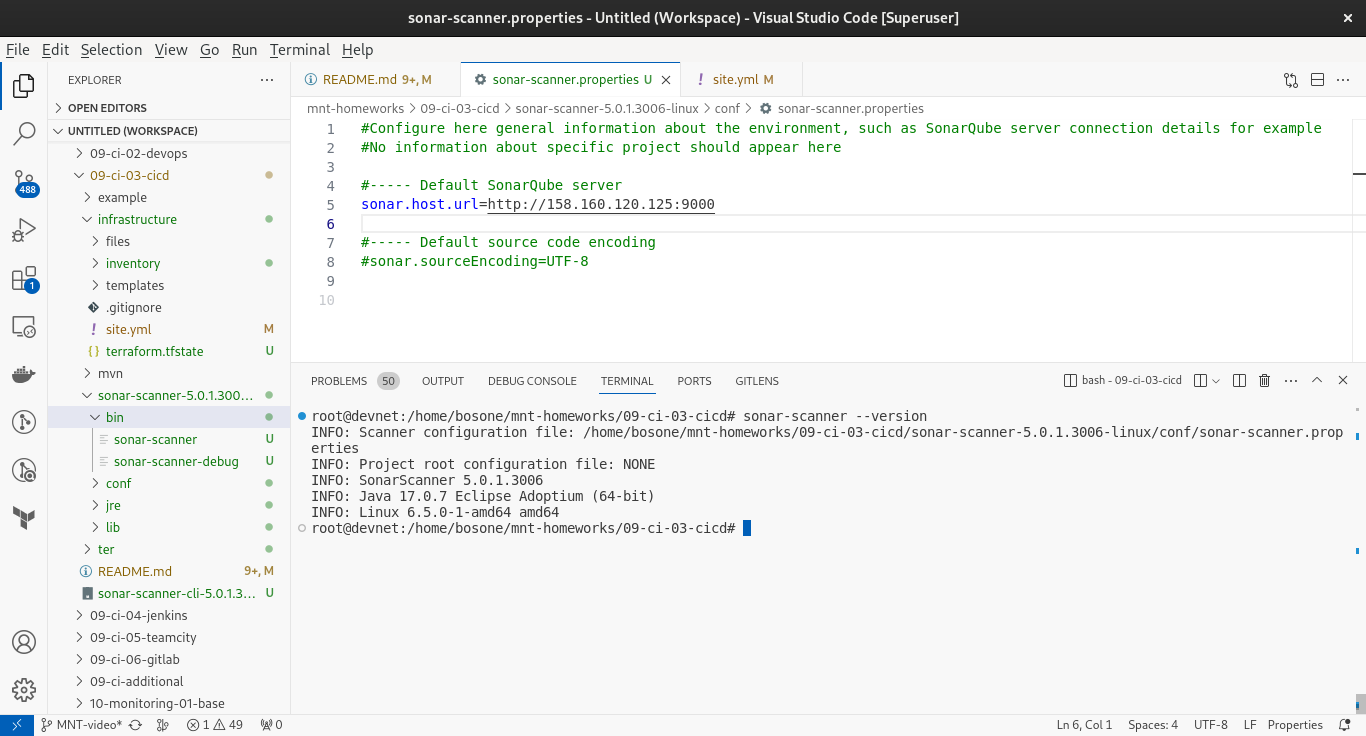 sonar-scanner.properties - Untitled (Workspace) - Visual Studio Code [Superuser]
File Edit Selection View Go Run Terminal Help
EXPLORER
OPEN EDITORS
UNTITLED (WORKSPACE)
09-ci-02-devops
09-ci-03-cicd
example
infrastructure
files
inventory
templates
.gitignore
site.yml M
terraform.tfstate U
mvn
sonar-scanner-5.0.1.300...
bin
sonar-scanner U
sonar-scanner-debug U
conf
jre
lib
ter
README.md 9+, M
sonar-scanner-cli-5.0.1.3... U
09-ci-04-jenkins
09-ci-05-teamcity
09-ci-06-gitlab
09-ci-additional
10-monitoring-01-base
488
1
README.md 9+, M
sonar-scanner.properties U
site.yml M
mnt-homeworks > 09-ci-03-cicd > sonar-scanner-5.0.1.3006-linux > conf > sonar-scanner.properties
1 #Configure here general information about the environment, such as SonarQube server connection details for example
2 #No information about specific project should appear here
3
4 #----- Default SonarQube server
5 sonar.host.url=http://158.160.120.125:9000
6
7 #----- Default source code encoding
8 #sonar.sourceEncoding=UTF-8
9
10
PROBLEMS 50 OUTPUT DEBUG CONSOLE TERMINAL PORTS GITLENS
bash - 09-ci-03-cicd
root@devnet:/home/bosone/mnt-homeworks/09-ci-03-cicd# sonar-scanner --version
INFO: Scanner configuration file: /home/bosone/mnt-homeworks/09-ci-03-cicd/sonar-scanner-5.0.1.3006-linux/conf/sonar-scanner.prop
erties
INFO: Project root configuration file: NONE
INFO: SonarScanner 5.0.1.3006
INFO: Java 17.0.7 Eclipse Adoptium (64-bit)
INFO: Linux 6.5.0-1-amd64 amd64
root@devnet:/home/bosone/mnt-homeworks/09-ci-03-cicd#
MNT-video* 1 49 0
Ln 6, Col 1 Spaces: 4 UTF-8 LF Properties